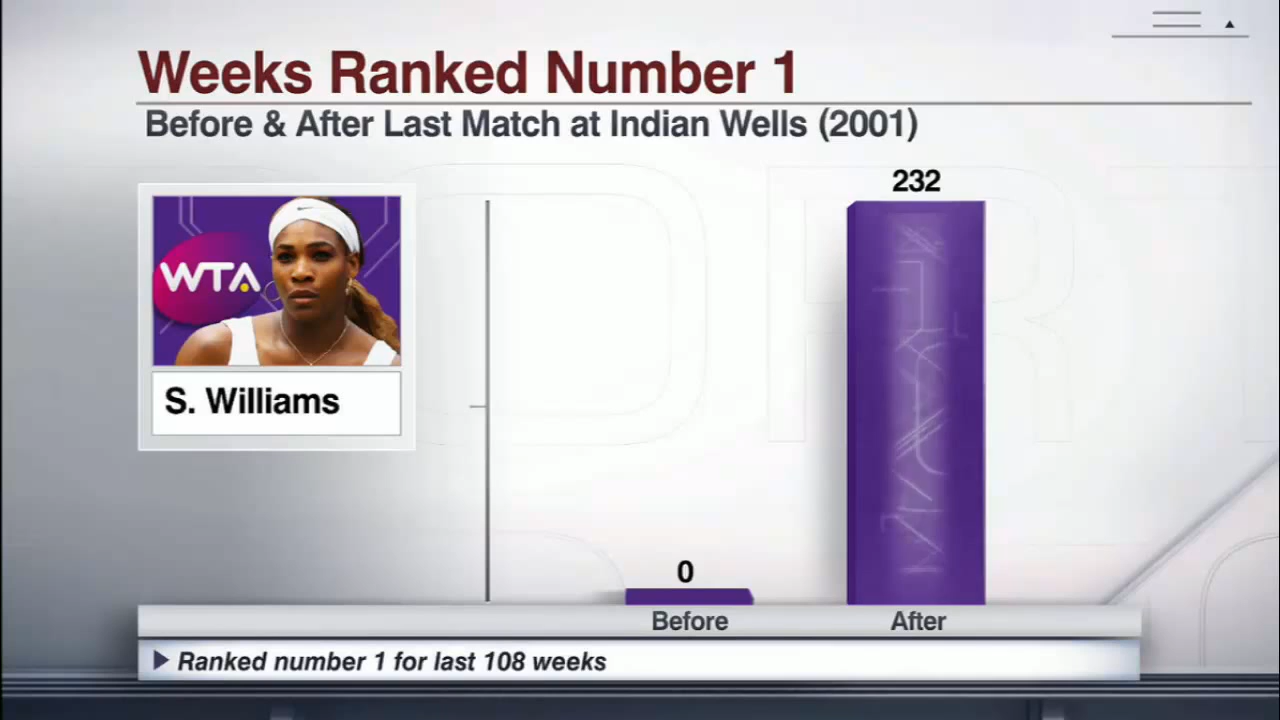 Weeks Ranked Number 1
Before & After Last Match at Indian Wells (2001)
232
WTA
S. Williams
0
Before After
Ranked number 1 for last 108 weeks